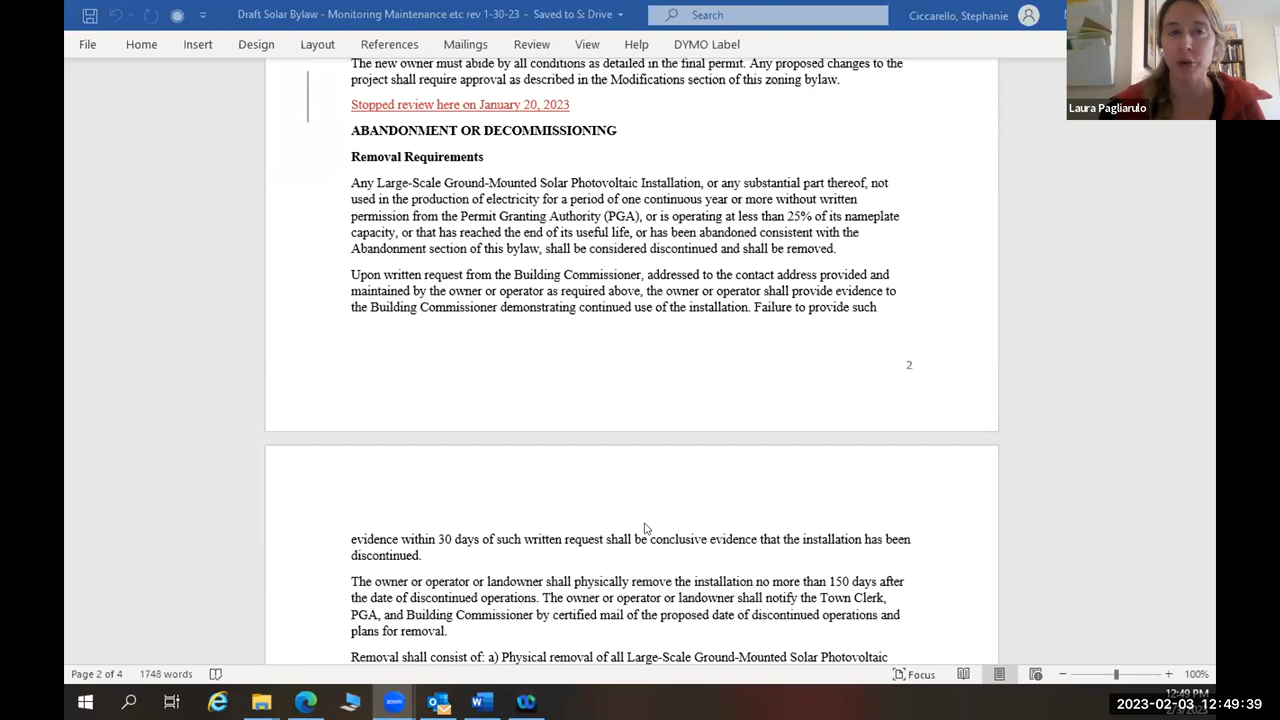 Draft Solar Bylaw - Monitoring Maintenance etc rev 1-30-23 - Saved to S: Drive
Search
Ciccarello, Stephanie
File Home Insert Design Layout References Mailings Review View Help DYMO Label
Laura Pagliarulo
The new owner must abide by all conditions as detailed in the final permit. Any proposed changes to the
project shall require approval as described in the Modifications section of this zoning bylaw.
Stopped review here on January 20, 2023
ABANDONMENT OR DECOMMISSIONING
Removal Requirements
Any Large-Scale Ground-Mounted Solar Photovoltaic Installation, or any substantial part thereof, not
used in the production of electricity for a period of one continuous year or more without written
permission from the Permit Granting Authority (PGA), or is operating at less than 25% of its nameplate
capacity, or that has reached the end of its useful life, or has been abandoned consistent with the
Abandonment section of this bylaw, shall be considered discontinued and shall be removed.
Upon written request from the Building Commissioner, addressed to the contact address provided and
maintained by the owner or operator as required above, the owner or operator shall provide evidence to
the Building Commissioner demonstrating continued use of the installation. Failure to provide such
2
evidence within 30 days of such written request shall be conclusive evidence that the installation has been
discontinued.
The owner or operator or landowner shall physically remove the installation no more than 150 days after
the date of discontinued operations. The owner or operator or landowner shall notify the Town Clerk,
PGA, and Building Commissioner by certified mail of the proposed date of discontinued operations and
plans for removal.
Removal shall consist of: a) Physical removal of all Large-Scale Ground-Mounted Solar Photovoltaic
Page 2 of 4 1748 words Focus 100%
zoom
12:49 PM
2023-02-03 12:49:39